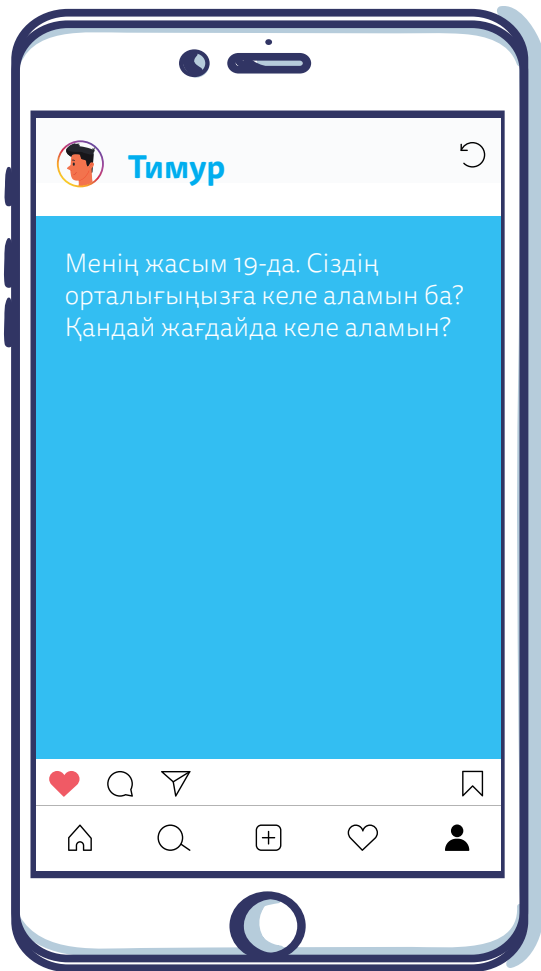 Тимур
Менің жасым 19-да. Сіздің
орталығыңызға келе аламын ба?
Қандай жағдайда келе аламын?